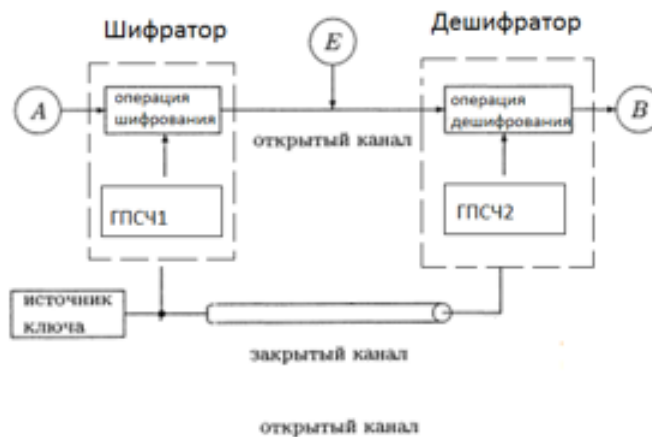 Шифратор
Дешифратор
E
A
операция
шифрования
операция
дешифрования
B
открытый канал
ГПСЧ1
ГПСЧ2
источник
ключа
закрытый канал
открытый канал